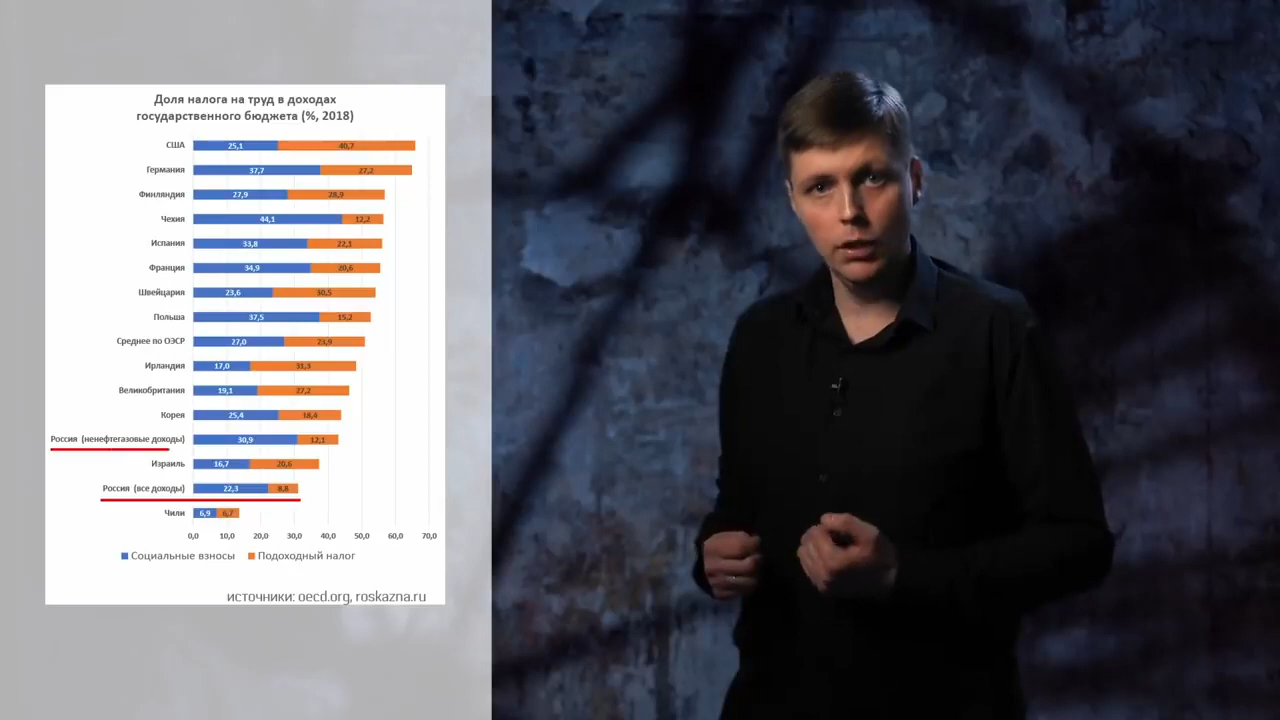 Доля налога на труд в доходах
государственного бюджета (%, 2018)
США 25,1 40,7
Германия 37,7 27,2
Финляндия 27,9 28,9
Чехия 44,1 12,2
Испания 33,8 22,1
Франция 34,9 20,6
Швейцария 23,6 30,5
Польша 37,5 15,2
Среднее по ОЭСР 27,0 23,9
Ирландия 17,0 31,3
Великобритания 19,1 27,2
Корея 25,4 18,4
Россия (ненефтегазовые доходы) 30,9 12,1
Израиль 16,7 20,6
Россия (все доходы) 22,3 8,8
Чили 6,9 6,7
0,0 10,0 20,0 30,0 40,0 50,0 60,0 70,0
Социальные взносы Подоходный налог
источники: oecd.org, roskazna.ru